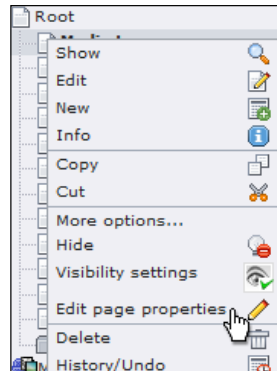 Root
Show
Edit
New
Info
Copy
Cut
More options...
Hide
Visibility settings
Edit page properties
Delete
History/Undo